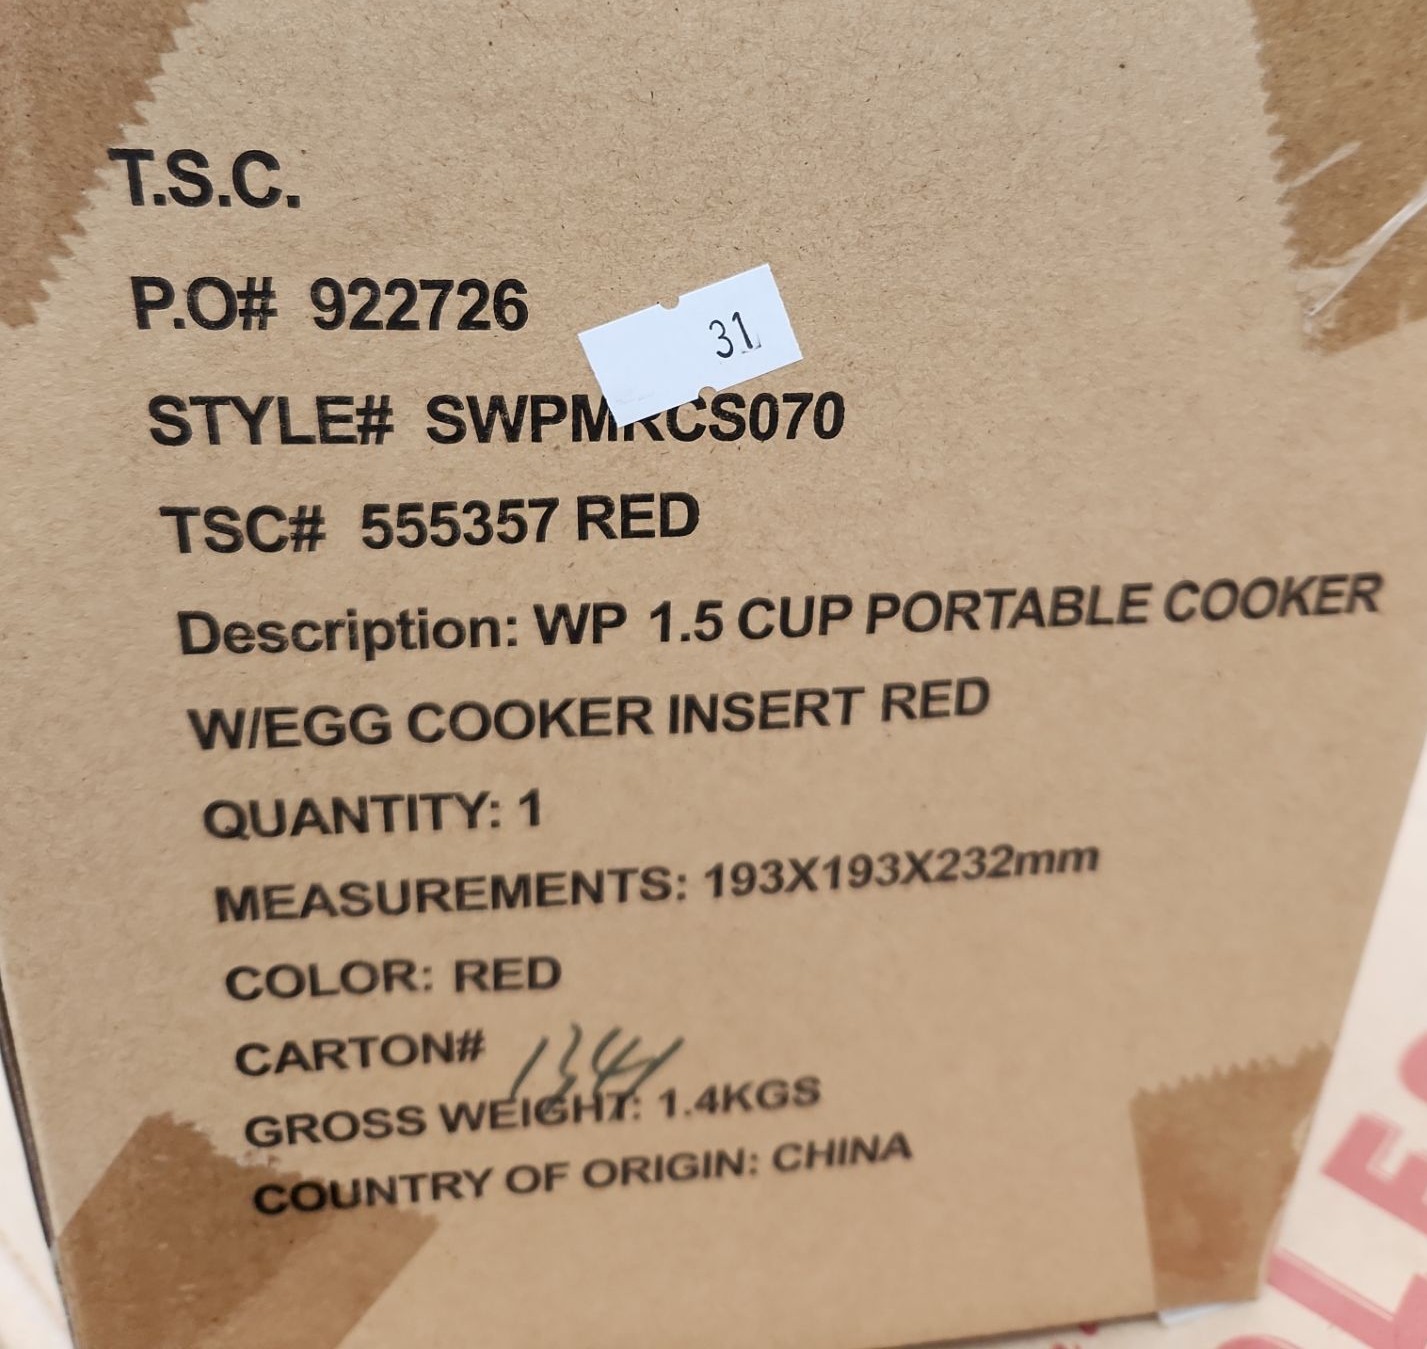 T.S.C.
P.O# 922726
31
STYLE# SWPMRCS070
TSC# 555357 RED
Description: WP 1.5 CUP PORTABLE COOKER
W/EGG COOKER INSERT RED
QUANTITY: 1
MEASUREMENTS: 193X193X232mm
COLOR: RED
CARTON# 1341
GROSS WEIGHT: 1.4KGS
COUNTRY OF ORIGIN: CHINA